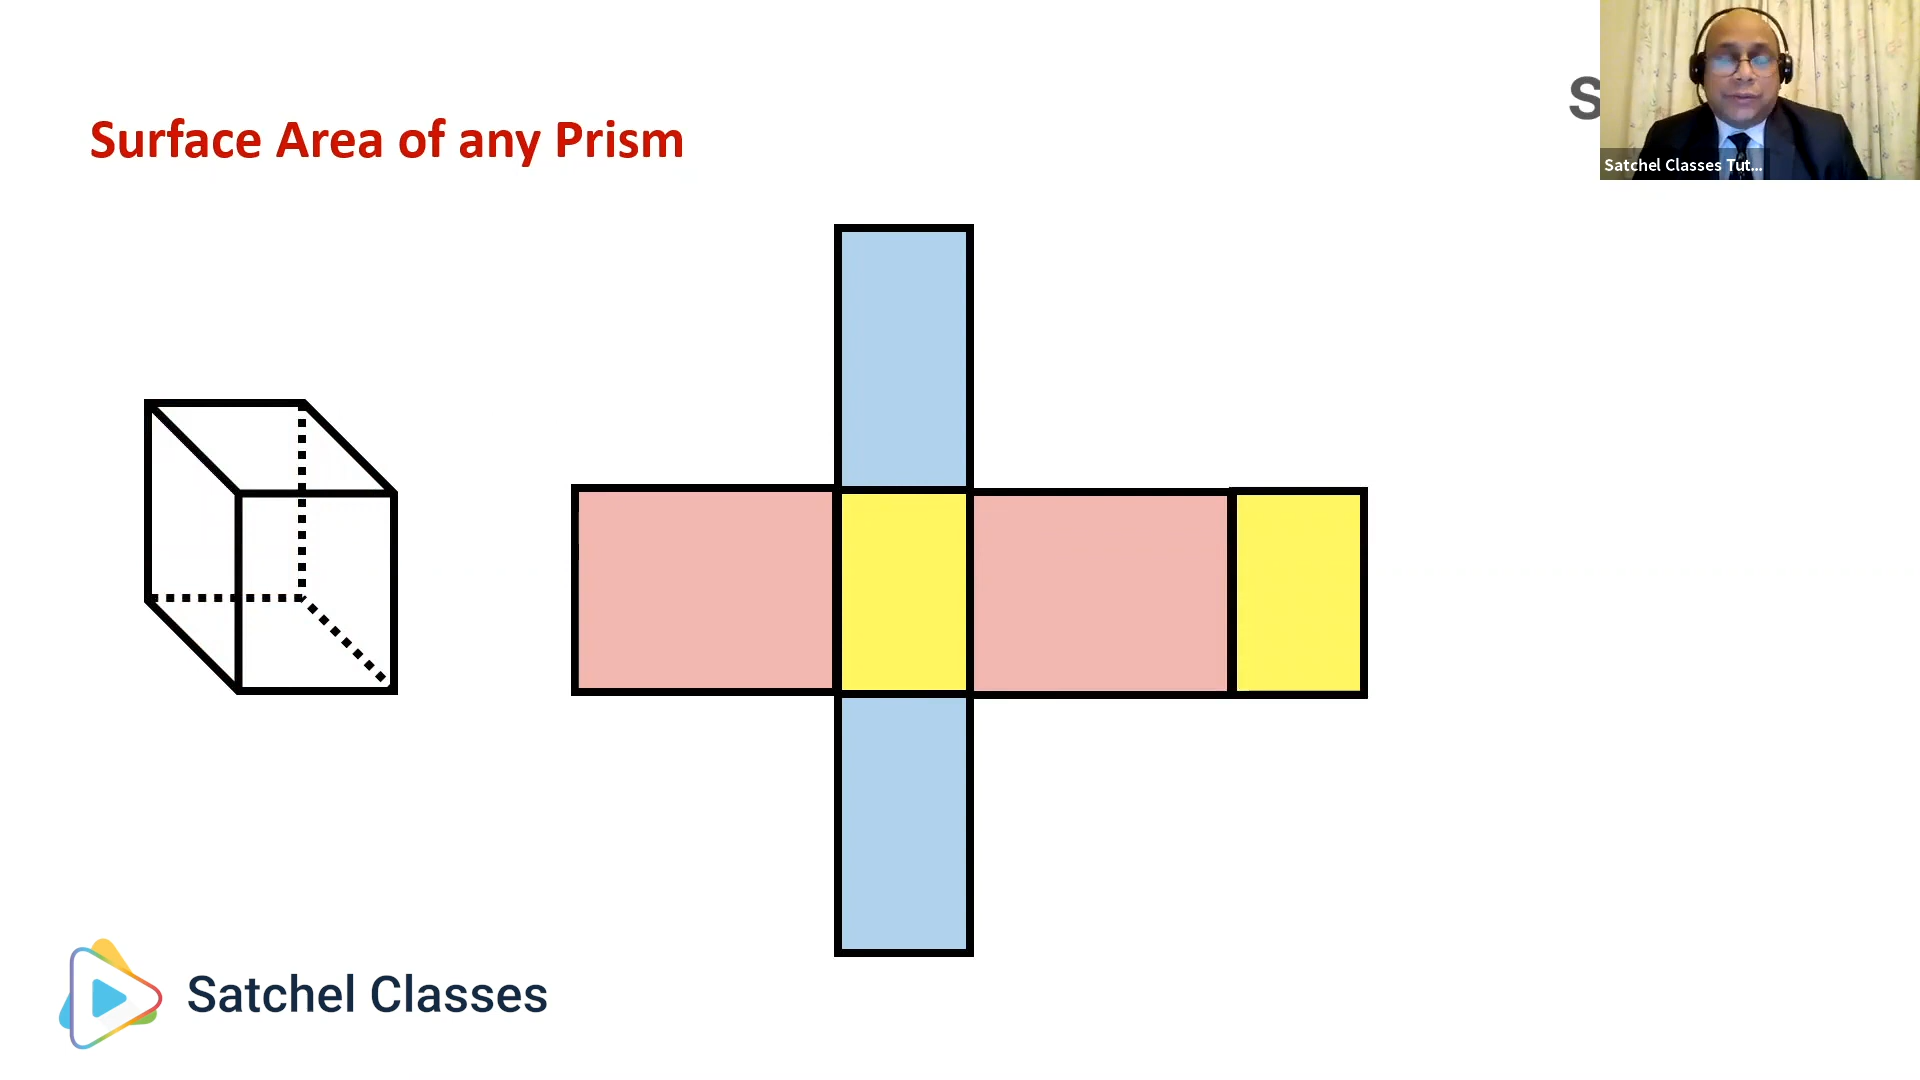 Surface Area of any Prism
S
Satchel Classes Tut...
Satchel Classes